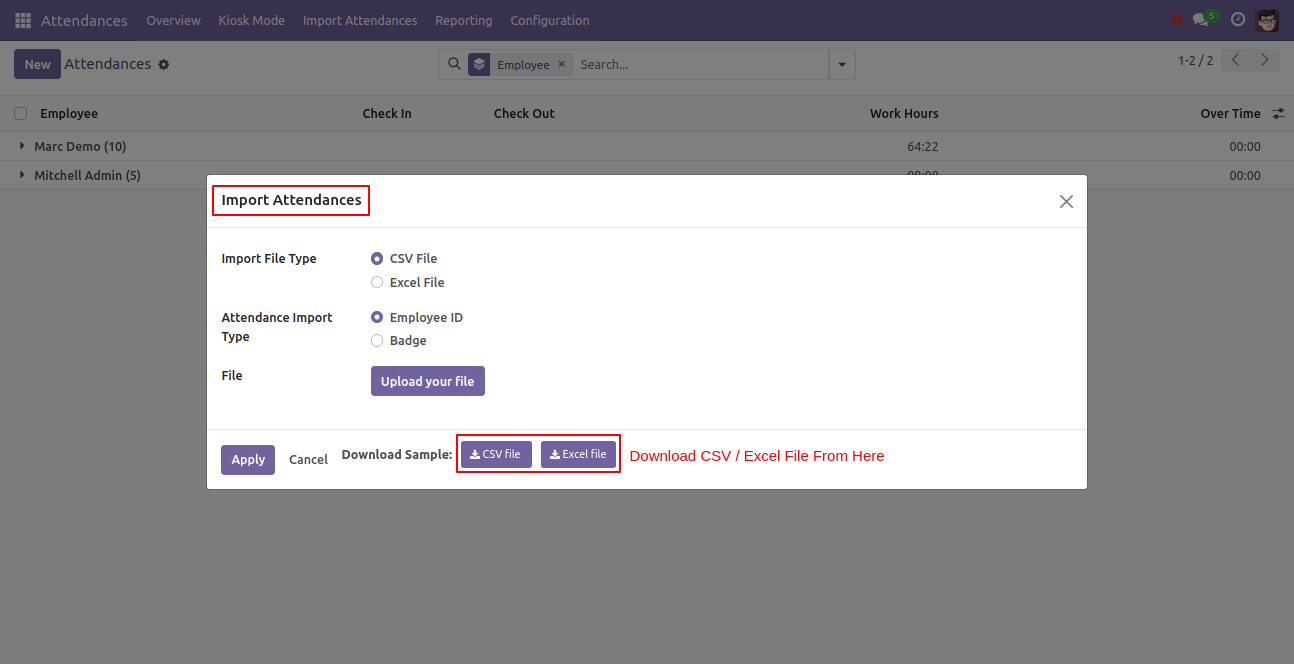 Attendances Overview Kiosk Mode Import Attendances Reporting Configuration 5
New Attendances Employee × Search... 1-2 / 2
Employee Check In Check Out Work Hours Over Time
Marc Demo (10) 64:22 00:00
Mitchell Admin (5) 00:00
Import Attendances
Import File Type CSV File
Excel File
Attendance Import Employee ID
Type Badge
File Upload your file
Apply Cancel Download Sample: CSV file Excel file Download CSV / Excel File From Here